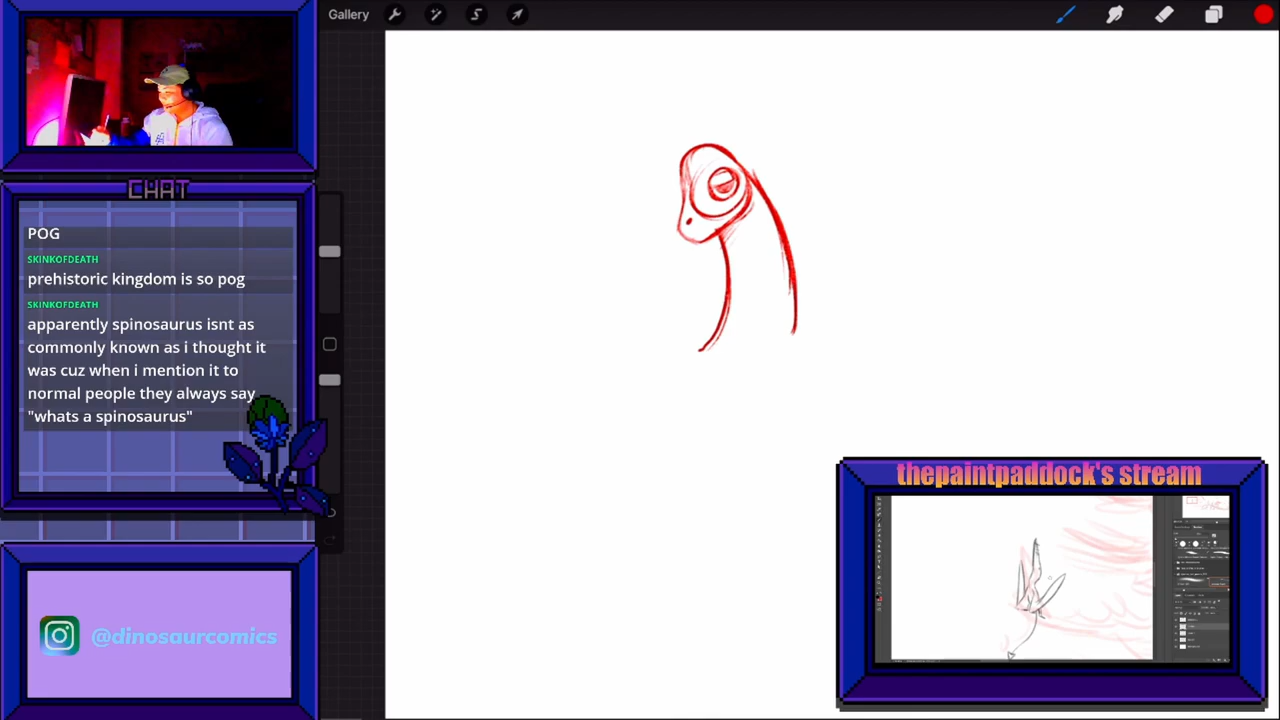 Gallery
CHAT
POG
SKINKOFDEATH
prehistoric kingdom is so pog
SKINKOFDEATH
apparently spinosaurus isnt as
commonly known as i thought it
was cuz when i mention it to
normal people they always say
"whats a spinosaurus"
@dinosaurcomics
thepaintpaddock's stream